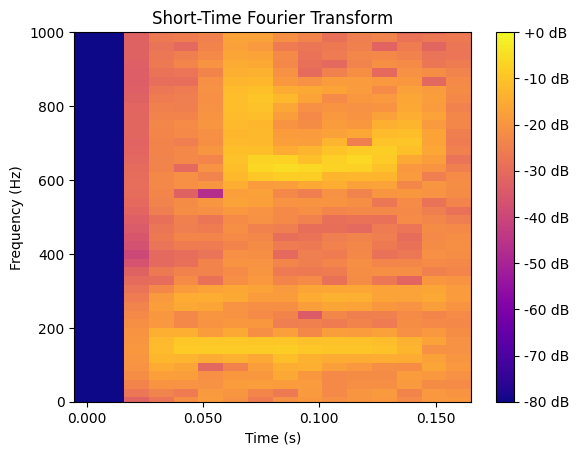 Short-Time Fourier Transform
1000
800
600
400
200
0
Frequency (Hz)
0.000
0.050
0.100
0.150
Time (s)
+0 dB
-10 dB
-20 dB
-30 dB
-40 dB
-50 dB
-60 dB
-70 dB
-80 dB